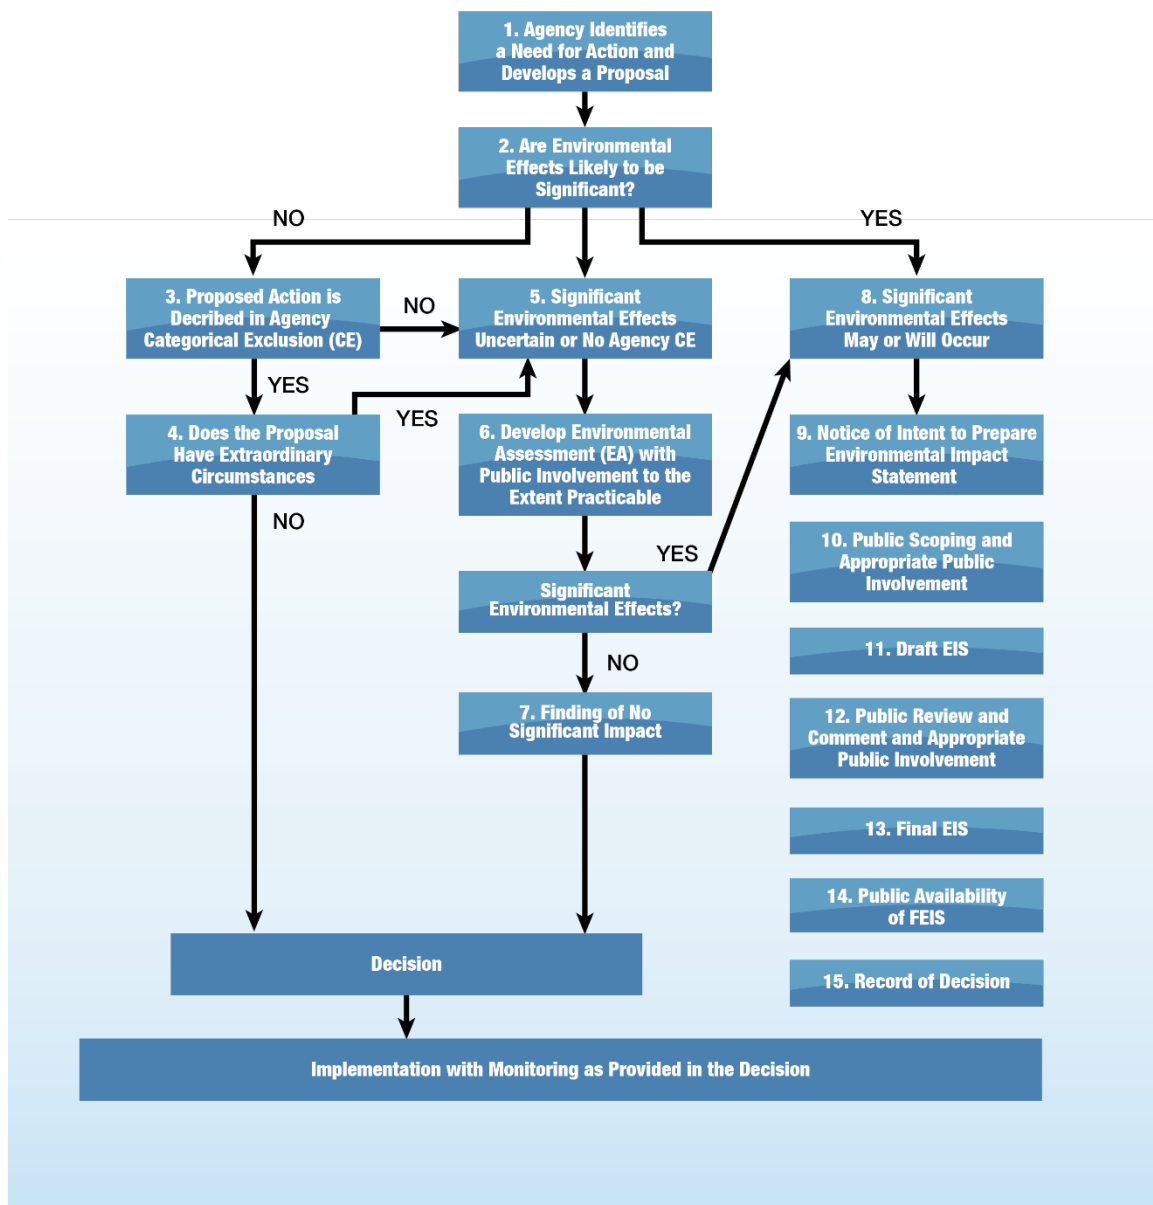 1. Agency Identifies
a Need for Action and
Develops a Proposal
2. Are Environmental
Effects Likely to be
Significant?
NO
YES
3. Proposed Action is
Decribed in Agency
Categorical Exclusion (CE)
NO
5. Significant
Environmental Effects
Uncertain or No Agency CE
8. Significant
Environmental Effects
May or Will Occur
YES
YES
4. Does the Proposal
Have Extraordinary
Circumstances
6. Develop Environmental
Assessment (EA) with
Public Involvement to the
Extent Practicable
9. Notice of Intent to Prepare
Environmental Impact
Statement
NO
YES
10. Public Scoping and
Appropriate Public
Involvement
Significant
Environmental Effects?
11. Draft EIS
NO
7. Finding of No
Significant Impact
12. Public Review and
Comment and Appropriate
Public Involvement
13. Final EIS
14. Public Availability
of FEIS
Decision
15. Record of Decision
Implementation with Monitoring as Provided in the Decision